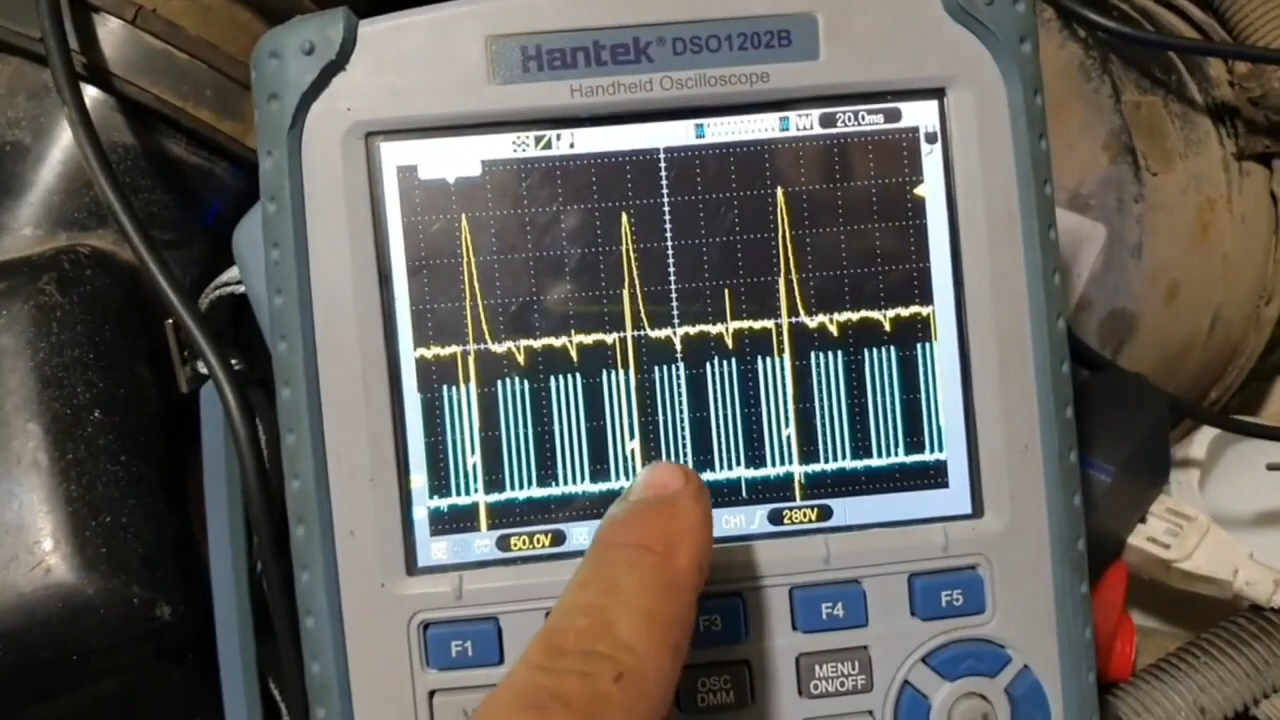 Hantek® DSO1202B
Handheld Oscilloscope
W 20.0ms
50.0V
CH1 280V
F1
F3
F4
F5
OSC
DMM
MENU
ON/OFF